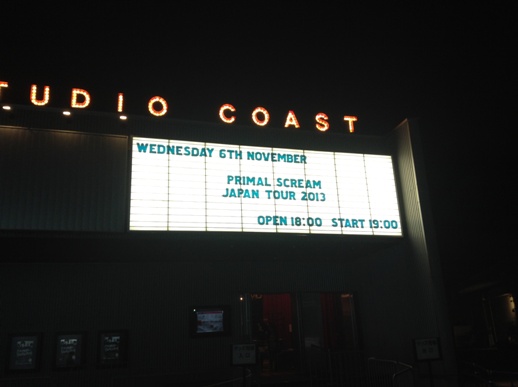 TUDIO COAST
WEDNESDAY 6TH NOVEMBER
PRIMAL SCREAM
JAPAN TOUR 2013
OPEN 18:00 START 19:00